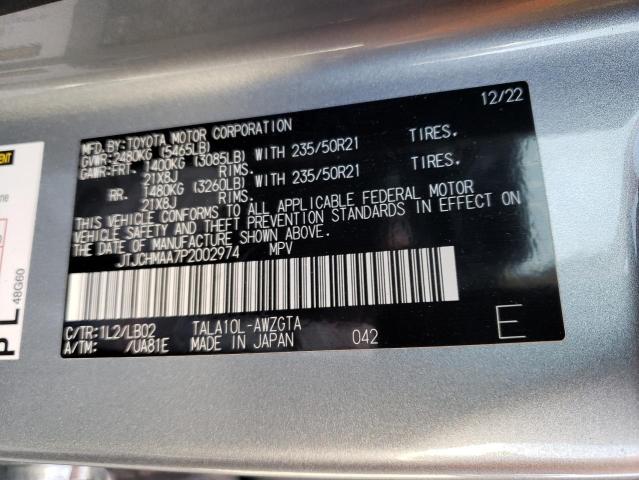 12/22
MFD.BY:TOYOTA MOTOR CORPORATION
GVWR:2480KG (5465LB)
GAWR:FRT. 1400KG (3085LB) WITH 235/50R21 TIRES.
21X8J RIMS.
RR. 1480KG (3260LB) WITH 235/50R21 TIRES.
21X8J RIMS.
THIS VEHICLE CONFORMS TO ALL APPLICABLE FEDERAL MOTOR
VEHICLE SAFETY AND THEFT PREVENTION STANDARDS IN EFFECT ON
THE DATE OF MANUFACTURE SHOWN ABOVE.
JTJCHMAA7P2002974 MPV
C/TR:1L2/LB02 TALA10L-AWZGTA
A/TM: /UA81E MADE IN JAPAN 042
E
PL
48G60